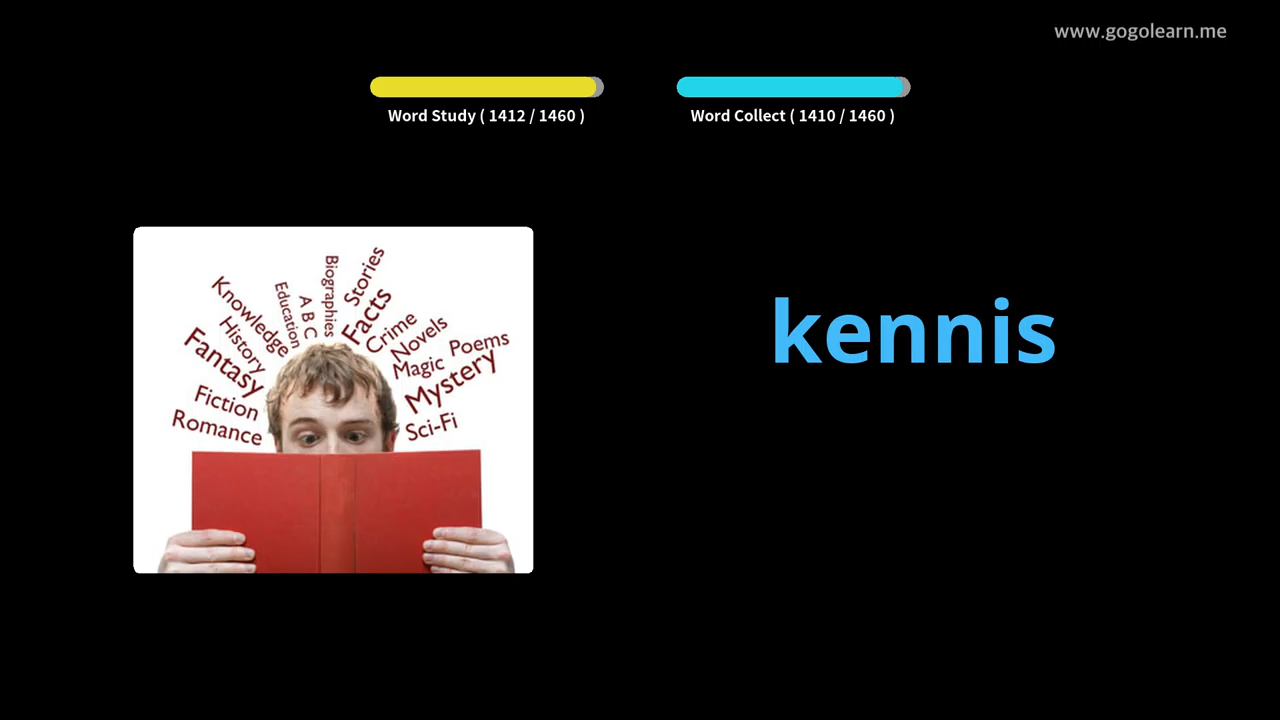 www.gogolearn.me
Word Study ( 1412 / 1460 )
Word Collect ( 1410 / 1460 )
Biographies
Stories
Education
A B C
Facts
Knowledge
Crime
History
Novels
Fantasy
Magic
Poems
Mystery
Fiction
Romance
Sci-Fi
kennis